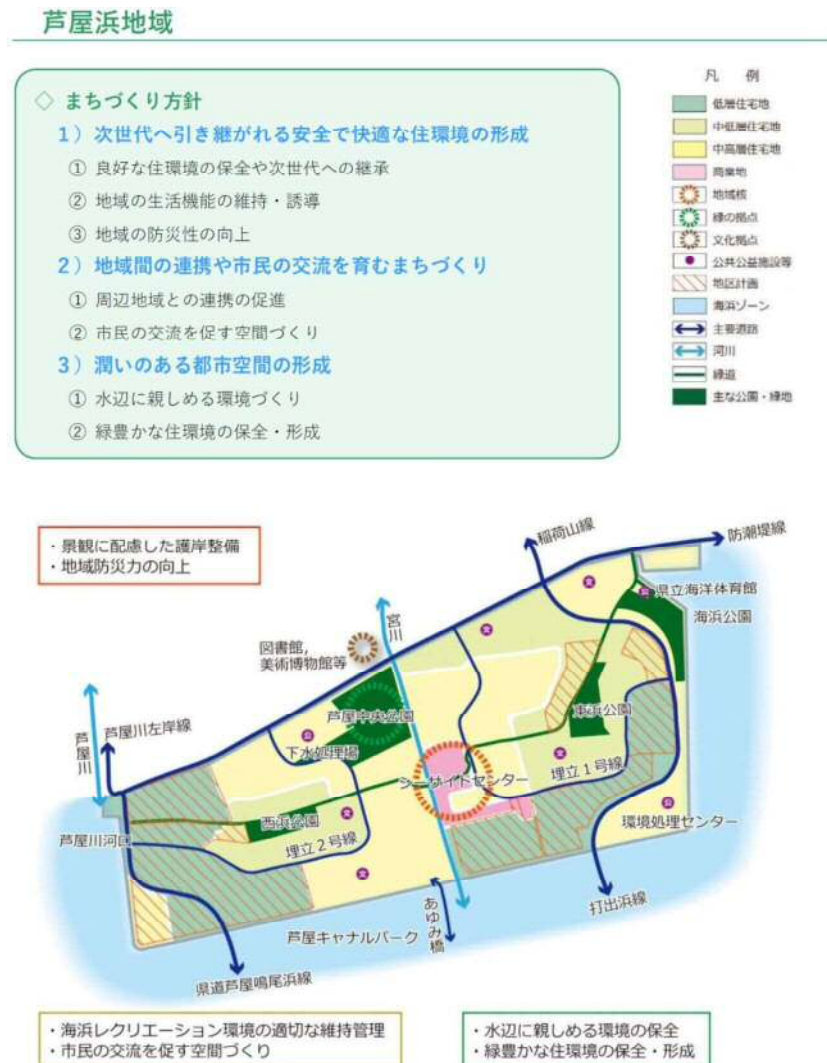 芦屋浜地域
◇ まちづくり方針
1）次世代へ引き継がれる安全で快適な住環境の形成
① 良好な住環境の保全や次世代への継承
② 地域の生活機能の維持・誘導
③ 地域の防災性の向上
2）地域間の連携や市民の交流を育むまちづくり
① 周辺地域との連携の促進
② 市民の交流を促す空間づくり
3）潤いのある都市空間の形成
① 水辺に親しめる環境づくり
② 緑豊かな住環境の保全・形成
凡 例
低層住宅地
中低層住宅地
中高層住宅地
商業地
地域核
緑の拠点
文化拠点
公共公益施設等
地区計画
海浜ゾーン
主要道路
河川
緑道
主な公園・緑地
・景観に配慮した護岸整備
・地域防災力の向上
稲荷山線
防潮堤線
文
県立海洋体育館
海浜公園
宮川
文
図書館,
美術博物館等
芦屋中央公園
東浜公園
芦屋川
芦屋川左岸線
公
下水処理場
文
シーサイドセンター
埋立1号線
西浜公園
文
公
環境処理センター
芦屋川河口
埋立2号線
文
打出浜線
あゆみ橋
芦屋キャナルパーク
県道芦屋鳴尾浜線
・海浜レクリエーション環境の適切な維持管理
・市民の交流を促す空間づくり
・水辺に親しめる環境の保全
・緑豊かな住環境の保全・形成